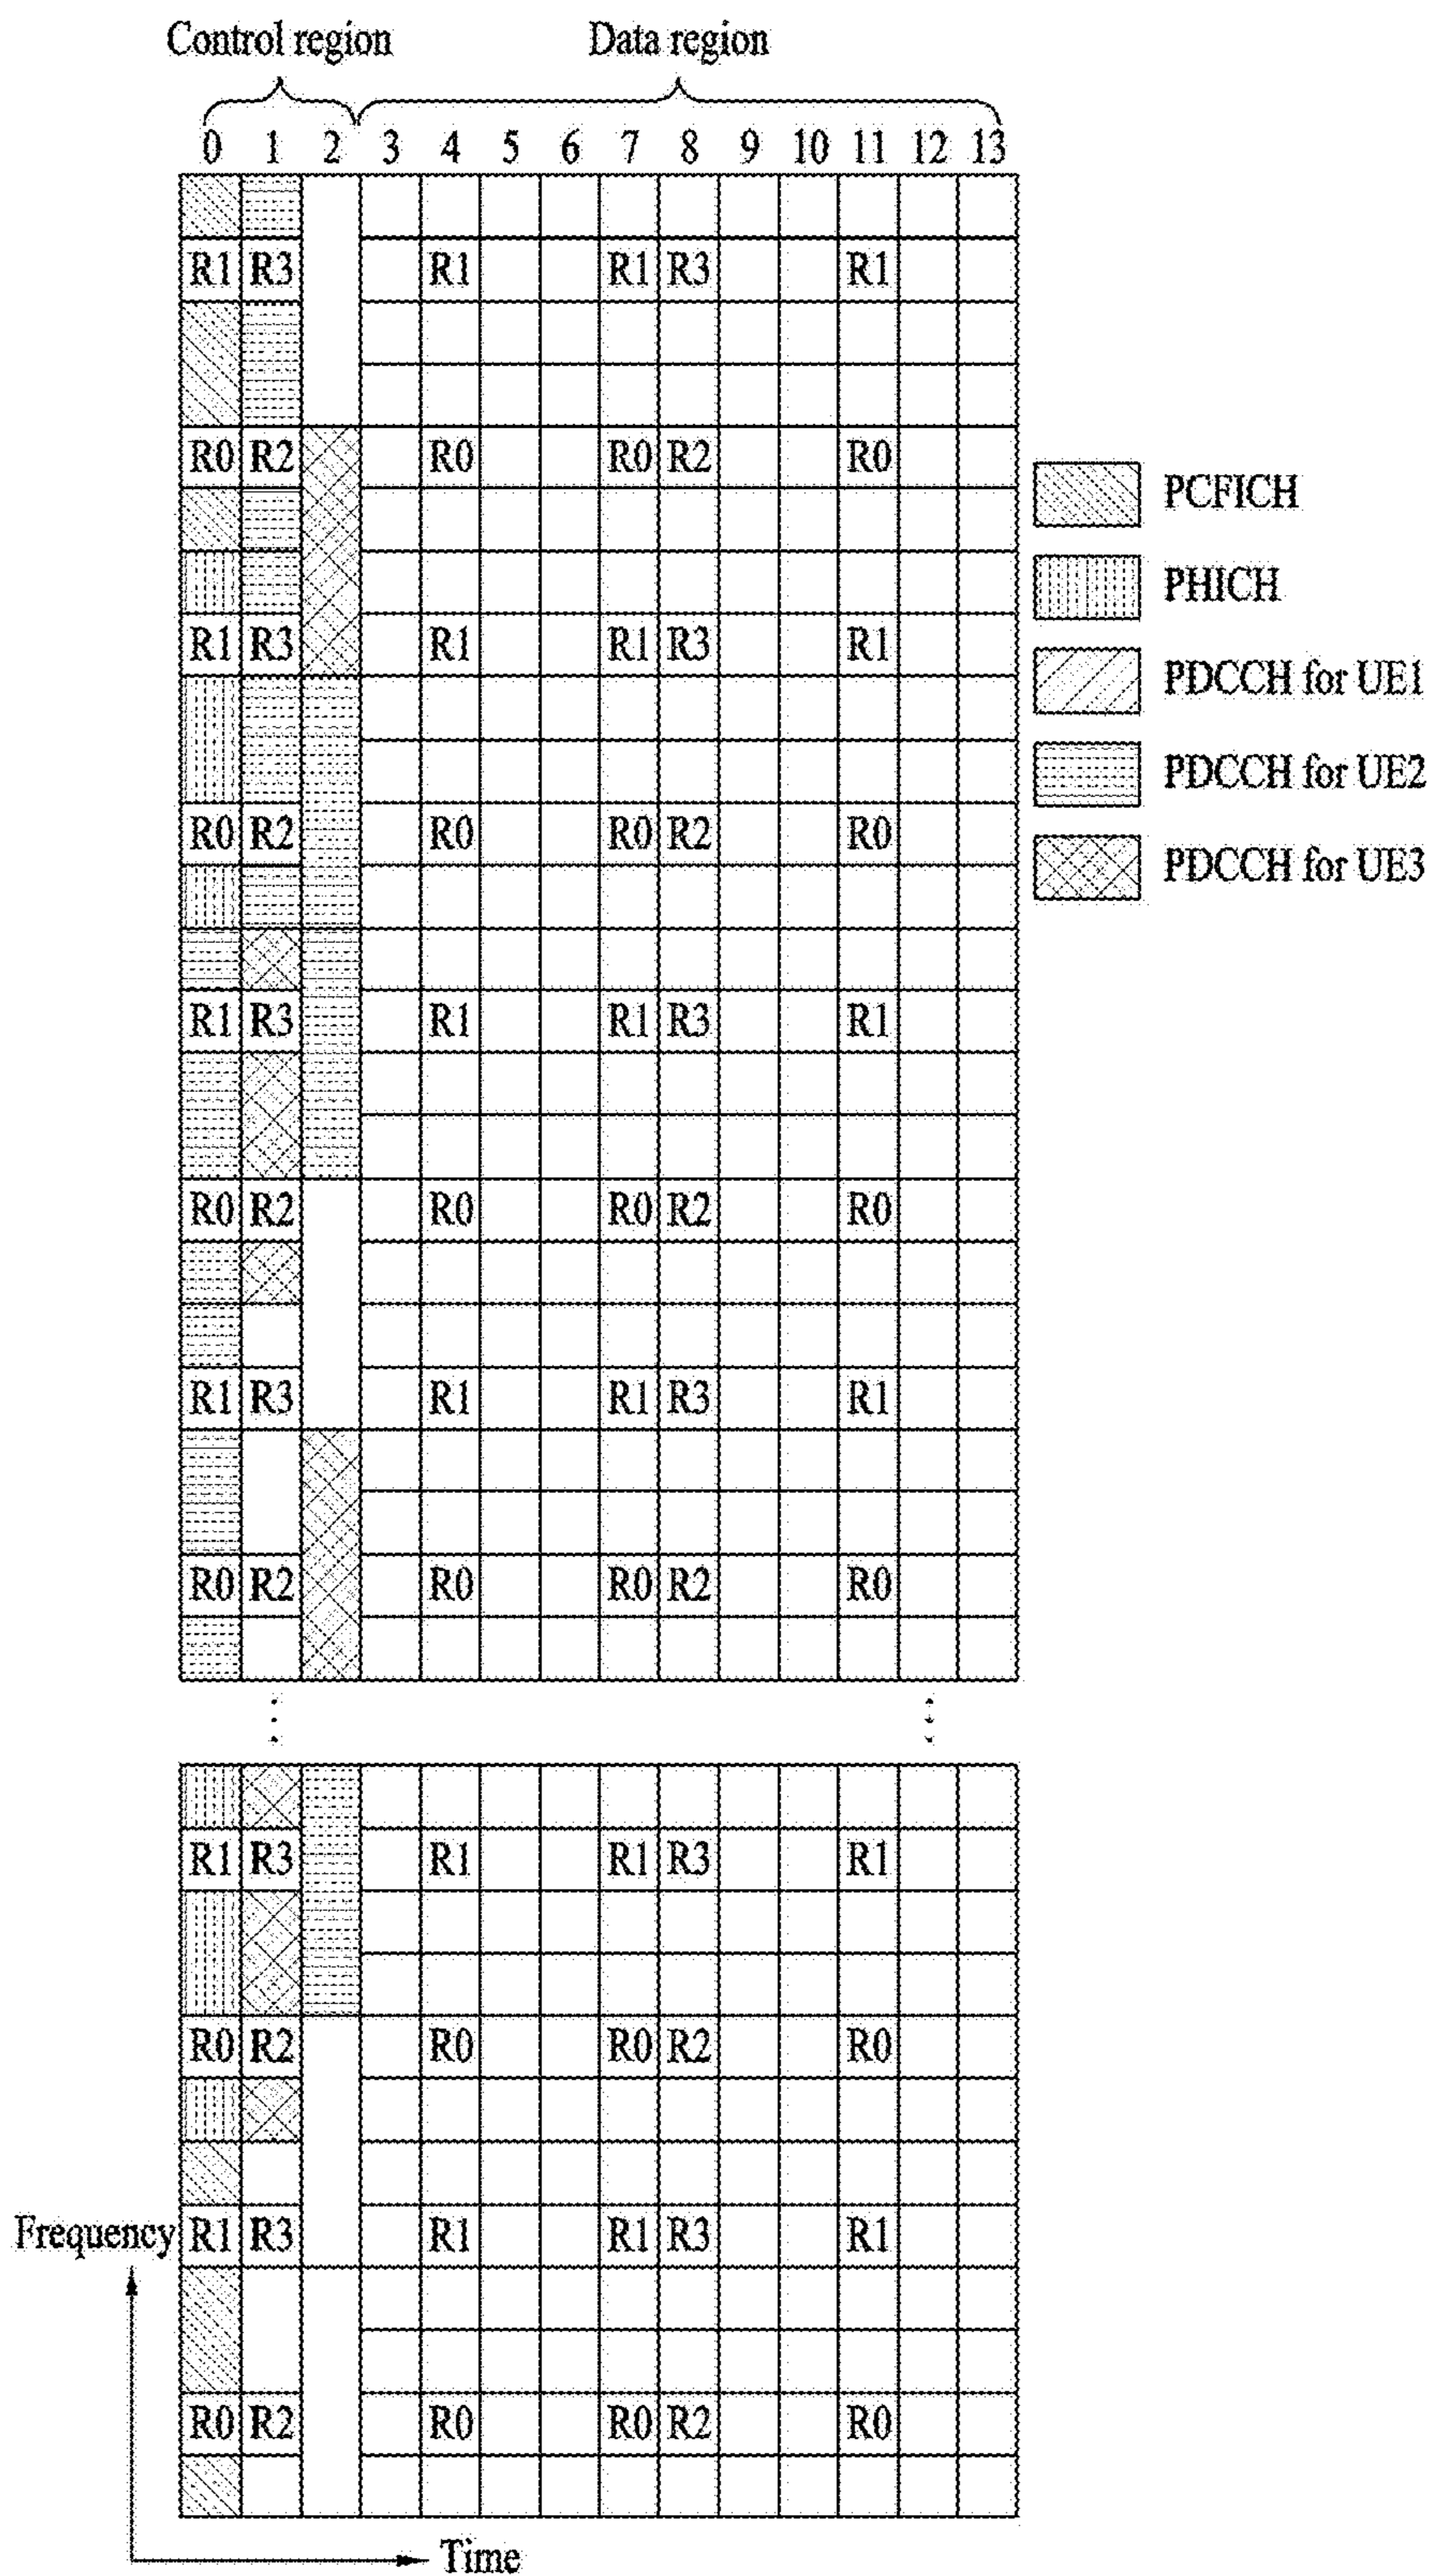 Control region Data region
0 1 2 3 4 5 6 7 8 9 10 11 12 13
R1 R3 R1 R1 R3 R1
R0 R2 R0 R0 R2 R0
PCFICH
PHICH
R1 R3 R1 R1 R3 R1
PDCCH for UE1
PDCCH for UE2
R0 R2 R0 R0 R2 R0
PDCCH for UE3
R1 R3 R1 R1 R3 R1
R0 R2 R0 R0 R2 R0
R1 R3 R1 R1 R3 R1
R0 R2 R0 R0 R2 R0
R1 R3 R1 R1 R3 R1
R0 R2 R0 R0 R2 R0
Frequency R1 R3 R1 R1 R3 R1
R0 R2 R0 R0 R2 R0
Time